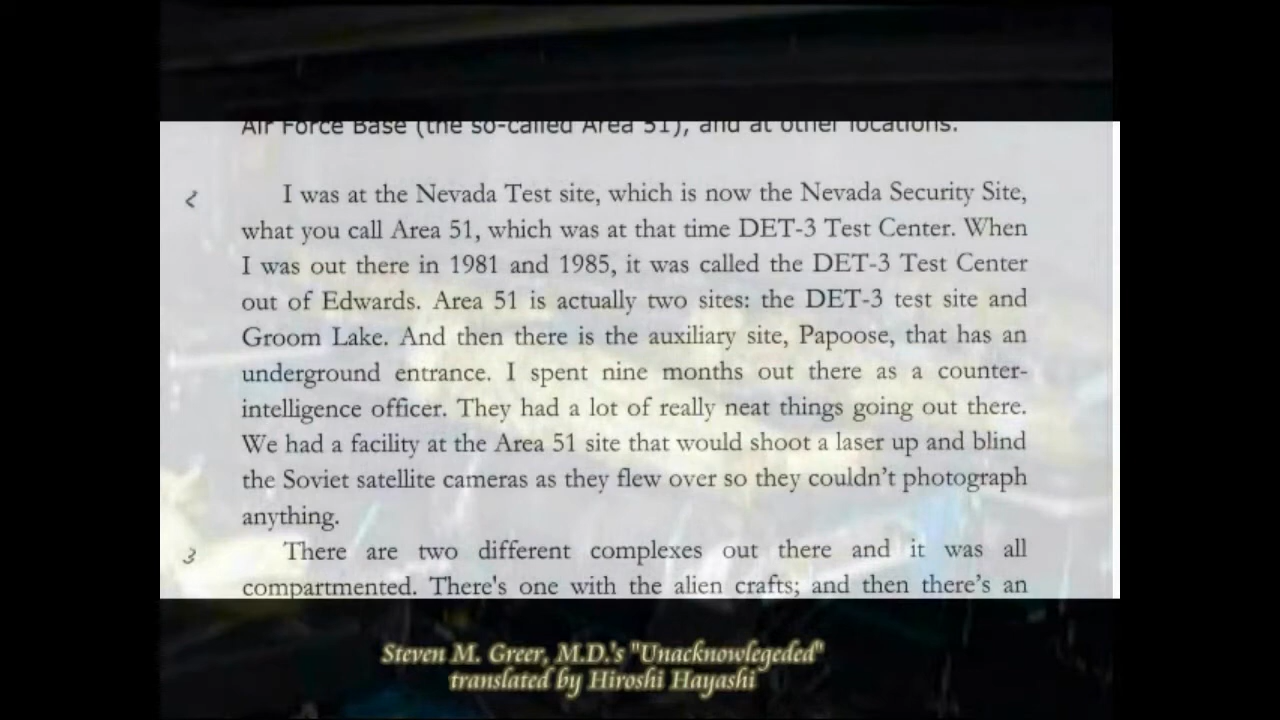 Air Force Base (the so-called Area 51), and at other locations.
2
I was at the Nevada Test site, which is now the Nevada Security Site,
what you call Area 51, which was at that time DET-3 Test Center. When
I was out there in 1981 and 1985, it was called the DET-3 Test Center
out of Edwards. Area 51 is actually two sites: the DET-3 test site and
Groom Lake. And then there is the auxiliary site, Papoose, that has an
underground entrance. I spent nine months out there as a counter-
intelligence officer. They had a lot of really neat things going out there.
We had a facility at the Area 51 site that would shoot a laser up and blind
the Soviet satellite cameras as they flew over so they couldn't photograph
anything.
3
There are two different complexes out there and it was all
compartmented. There's one with the alien crafts; and then there's an
Steven M. Greer, M.D.'s "Unacknowlegeded"
translated by Hiroshi Hayashi